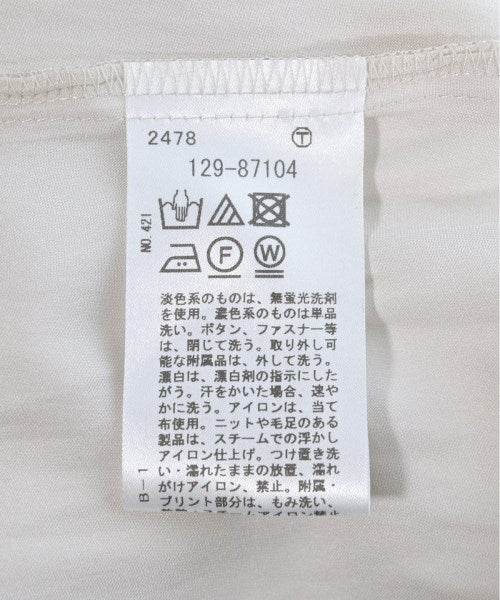 2478 Ⓣ
129-87104
NO.421
F W
淡色系のものは、無蛍光洗剤
を使用。濃色系のものは単品
洗い。ボタン、ファスナー等
は、閉じて洗う。取り外し可
能な附属品は、外して洗う。
漂白は、漂白剤の指示にした
がう。汗をかいた場合、速や
かに洗う。アイロンは、当て
布使用。ニットや毛足のある
製品は、スチームでの浮かし
アイロン仕上げ。つけ置き洗
い・濡れたままの放置、濡れ
がけアイロン、禁止。附属・
プリント部分は、もみ洗い、
B-1